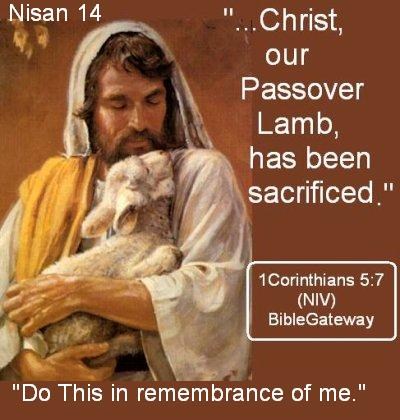 Nisan 14
"...Christ,
our
Passover
Lamb,
has been
sacrificed."
1Corinthians 5:7
(NIV)
BibleGateway
"Do This in remembrance of me."